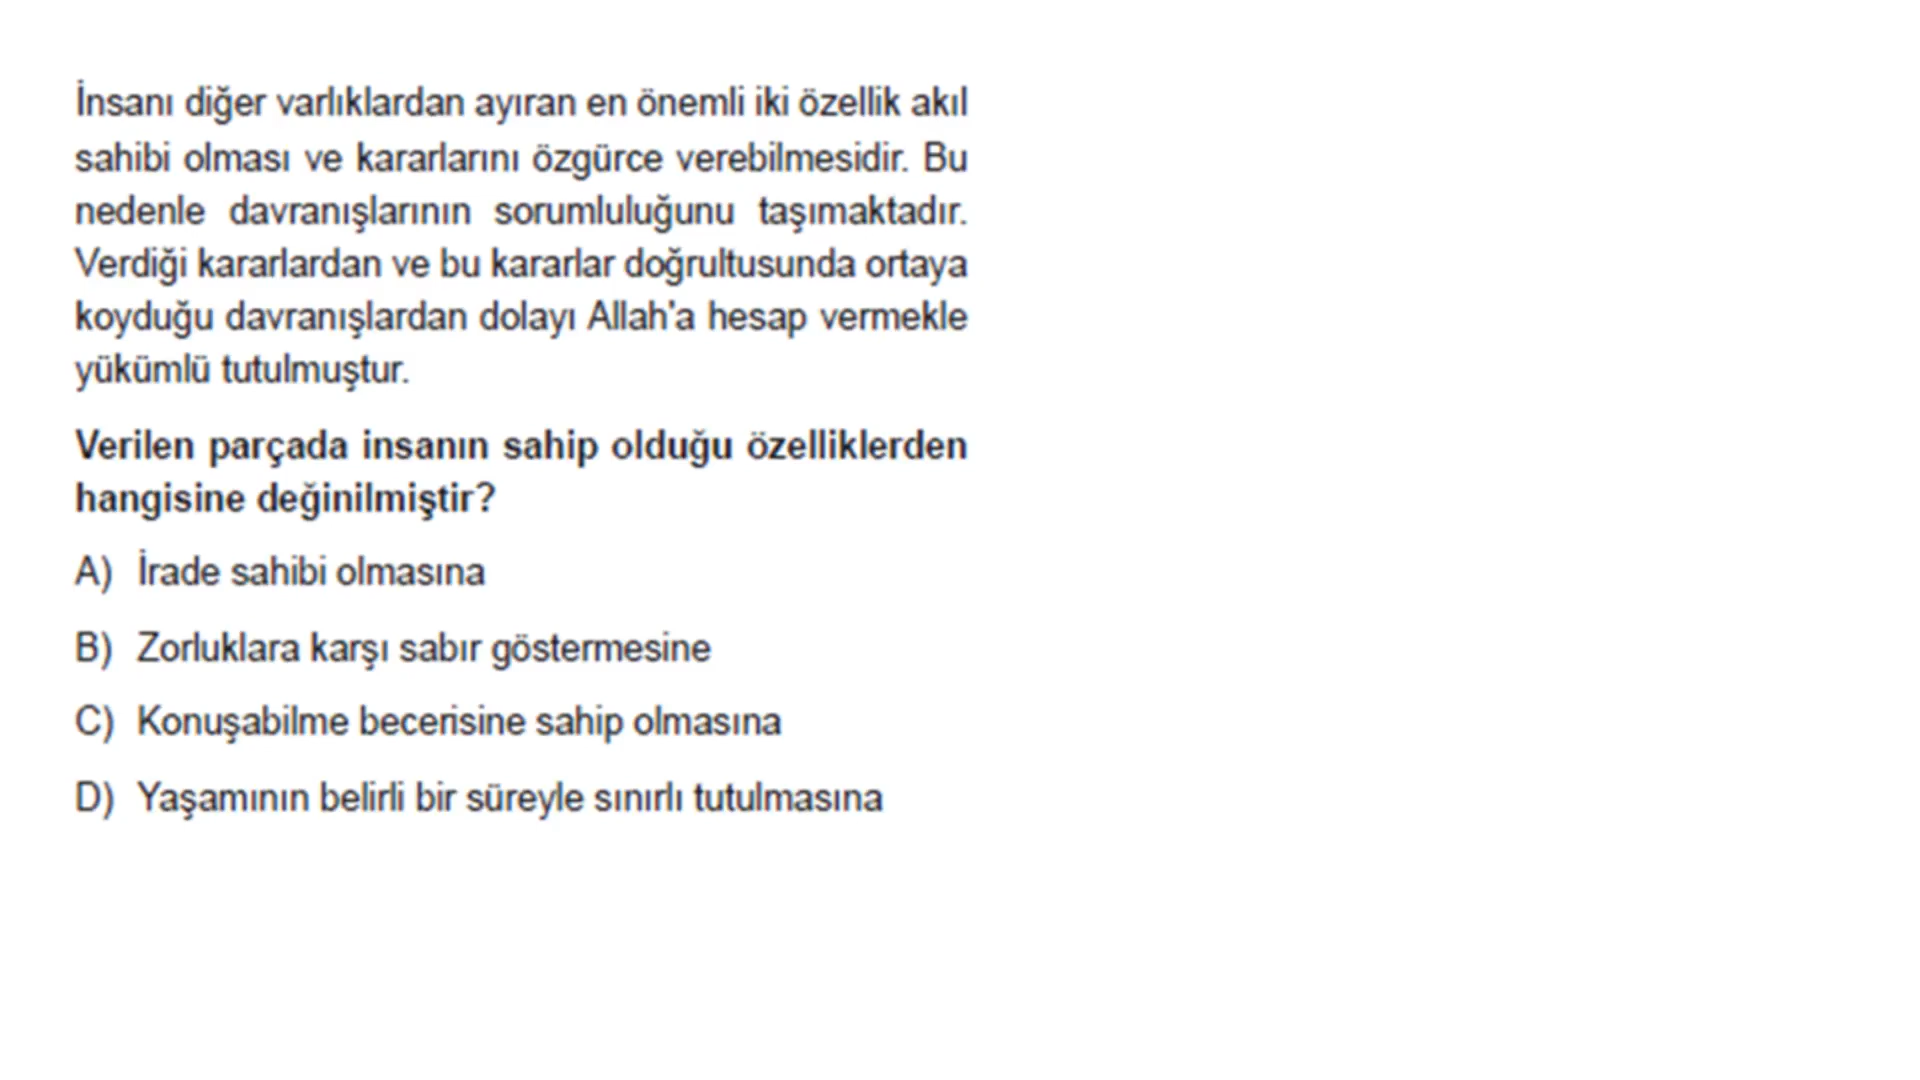 İnsanı diğer varlıklardan ayıran en önemli iki özellik akıl
sahibi olması ve kararlarını özgürce verebilmesidir. Bu
nedenle davranışlarının sorumluluğunu taşımaktadır.
Verdiği kararlardan ve bu kararlar doğrultusunda ortaya
koyduğu davranışlardan dolayı Allah'a hesap vermekle
yükümlü tutulmuştur.
Verilen parçada insanın sahip olduğu özelliklerden
hangisine değinilmiştir?
A) İrade sahibi olmasına
B) Zorluklara karşı sabır göstermesine
C) Konuşabilme becerisine sahip olmasına
D) Yaşamının belirli bir süreyle sınırlı tutulmasına